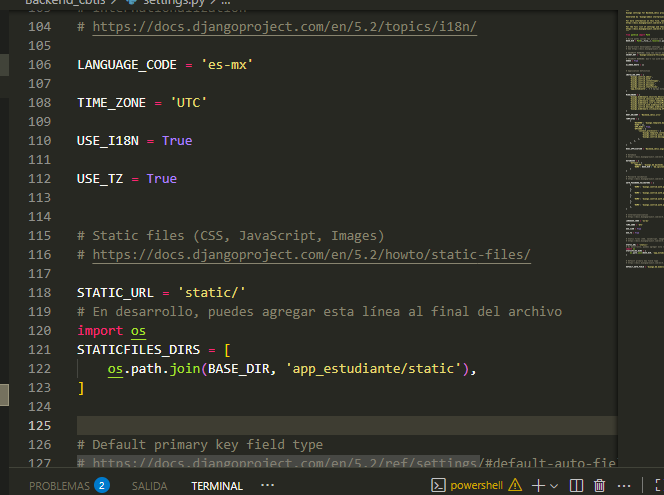 Backend_cbtis > settings.py > ...
103 # Internationalization
104 # https://docs.djangoproject.com/en/5.2/topics/i18n/
105
106 LANGUAGE_CODE = 'es-mx'
107
108 TIME_ZONE = 'UTC'
109
110 USE_I18N = True
111
112 USE_TZ = True
113
114
115 # Static files (CSS, JavaScript, Images)
116 # https://docs.djangoproject.com/en/5.2/howto/static-files/
117
118 STATIC_URL = 'static/'
119 # En desarrollo, puedes agregar esta línea al final del archivo
120 import os
121 STATICFILES_DIRS = [
122     os.path.join(BASE_DIR, 'app_estudiante/static'),
123 ]
124
125
126 # Default primary key field type
127 # https://docs.djangoproject.com/en/5.2/ref/settings/#default-auto-fie
PROBLEMAS 2 SALIDA TERMINAL ... powershell